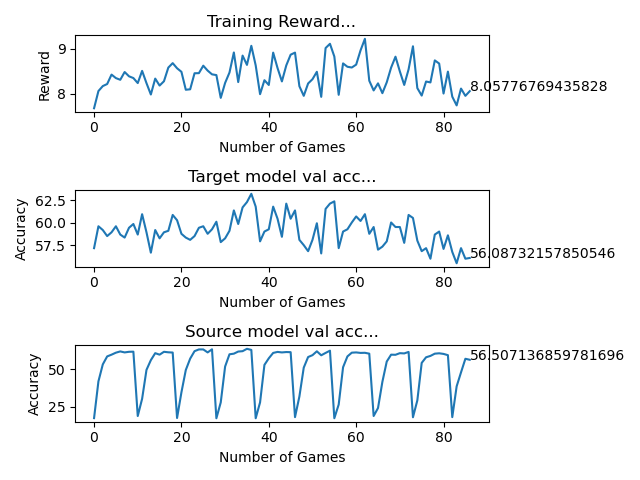 Training Reward...
9
8
Reward
8.05776769435828
0 20 40 60 80
Number of Games
Target model val acc...
62.5
60.0
57.5
Accuracy
56.08732157850546
0 20 40 60 80
Number of Games
Source model val acc...
50
25
Accuracy
56.507136859781696
0 20 40 60 80
Number of Games